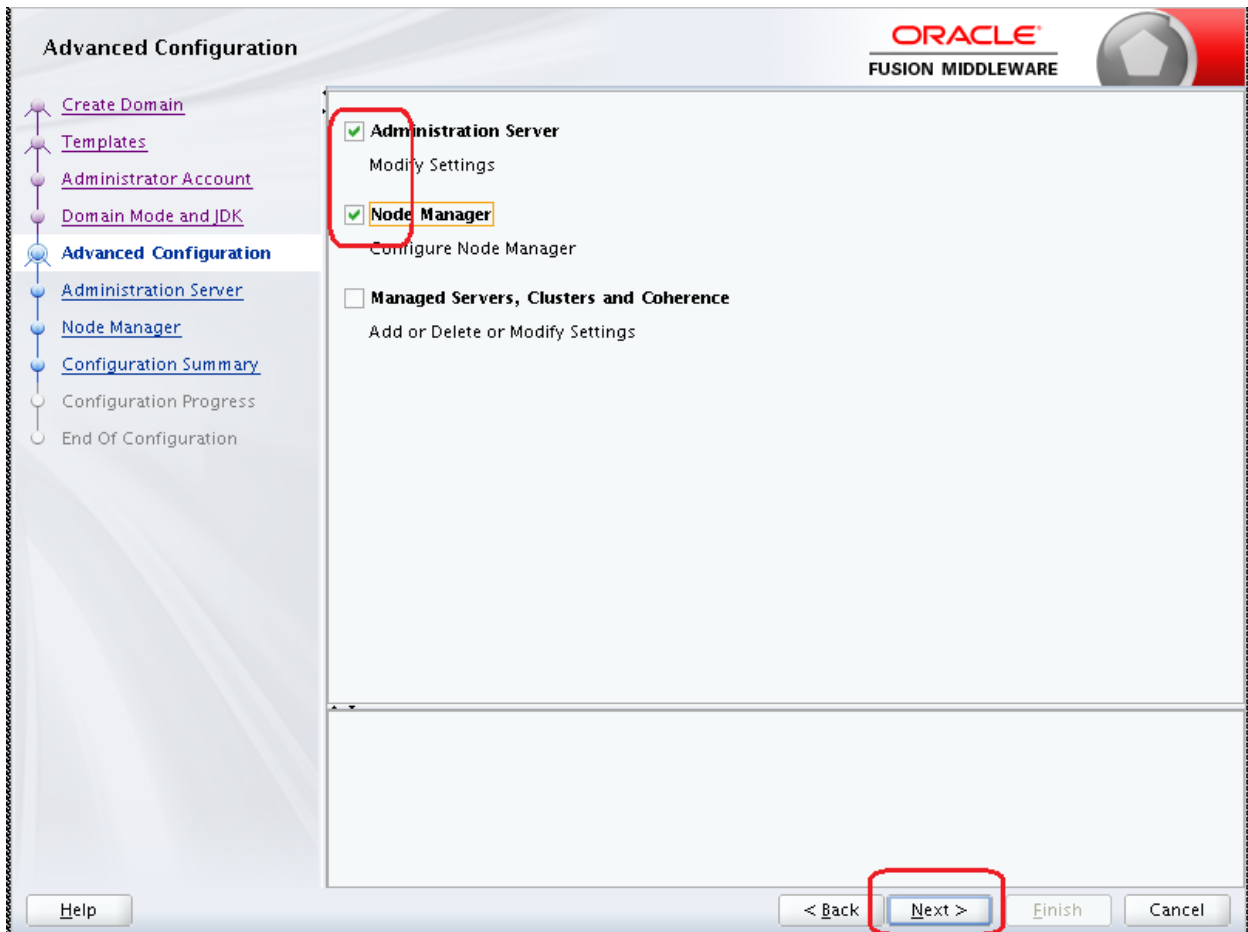 Advanced Configuration
ORACLE
FUSION MIDDLEWARE
Create Domain
Templates
Administrator Account
Domain Mode and JDK
Advanced Configuration
Administration Server
Node Manager
Configuration Summary
Configuration Progress
End Of Configuration
Administration Server
Modify Settings
Node Manager
Configure Node Manager
Managed Servers, Clusters and Coherence
Add or Delete or Modify Settings
Help
< Back
Next >
Finish
Cancel